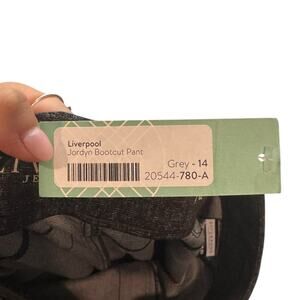 Liverpool
Jordyn Bootcut Pant
Grey - 14
20544-780-A